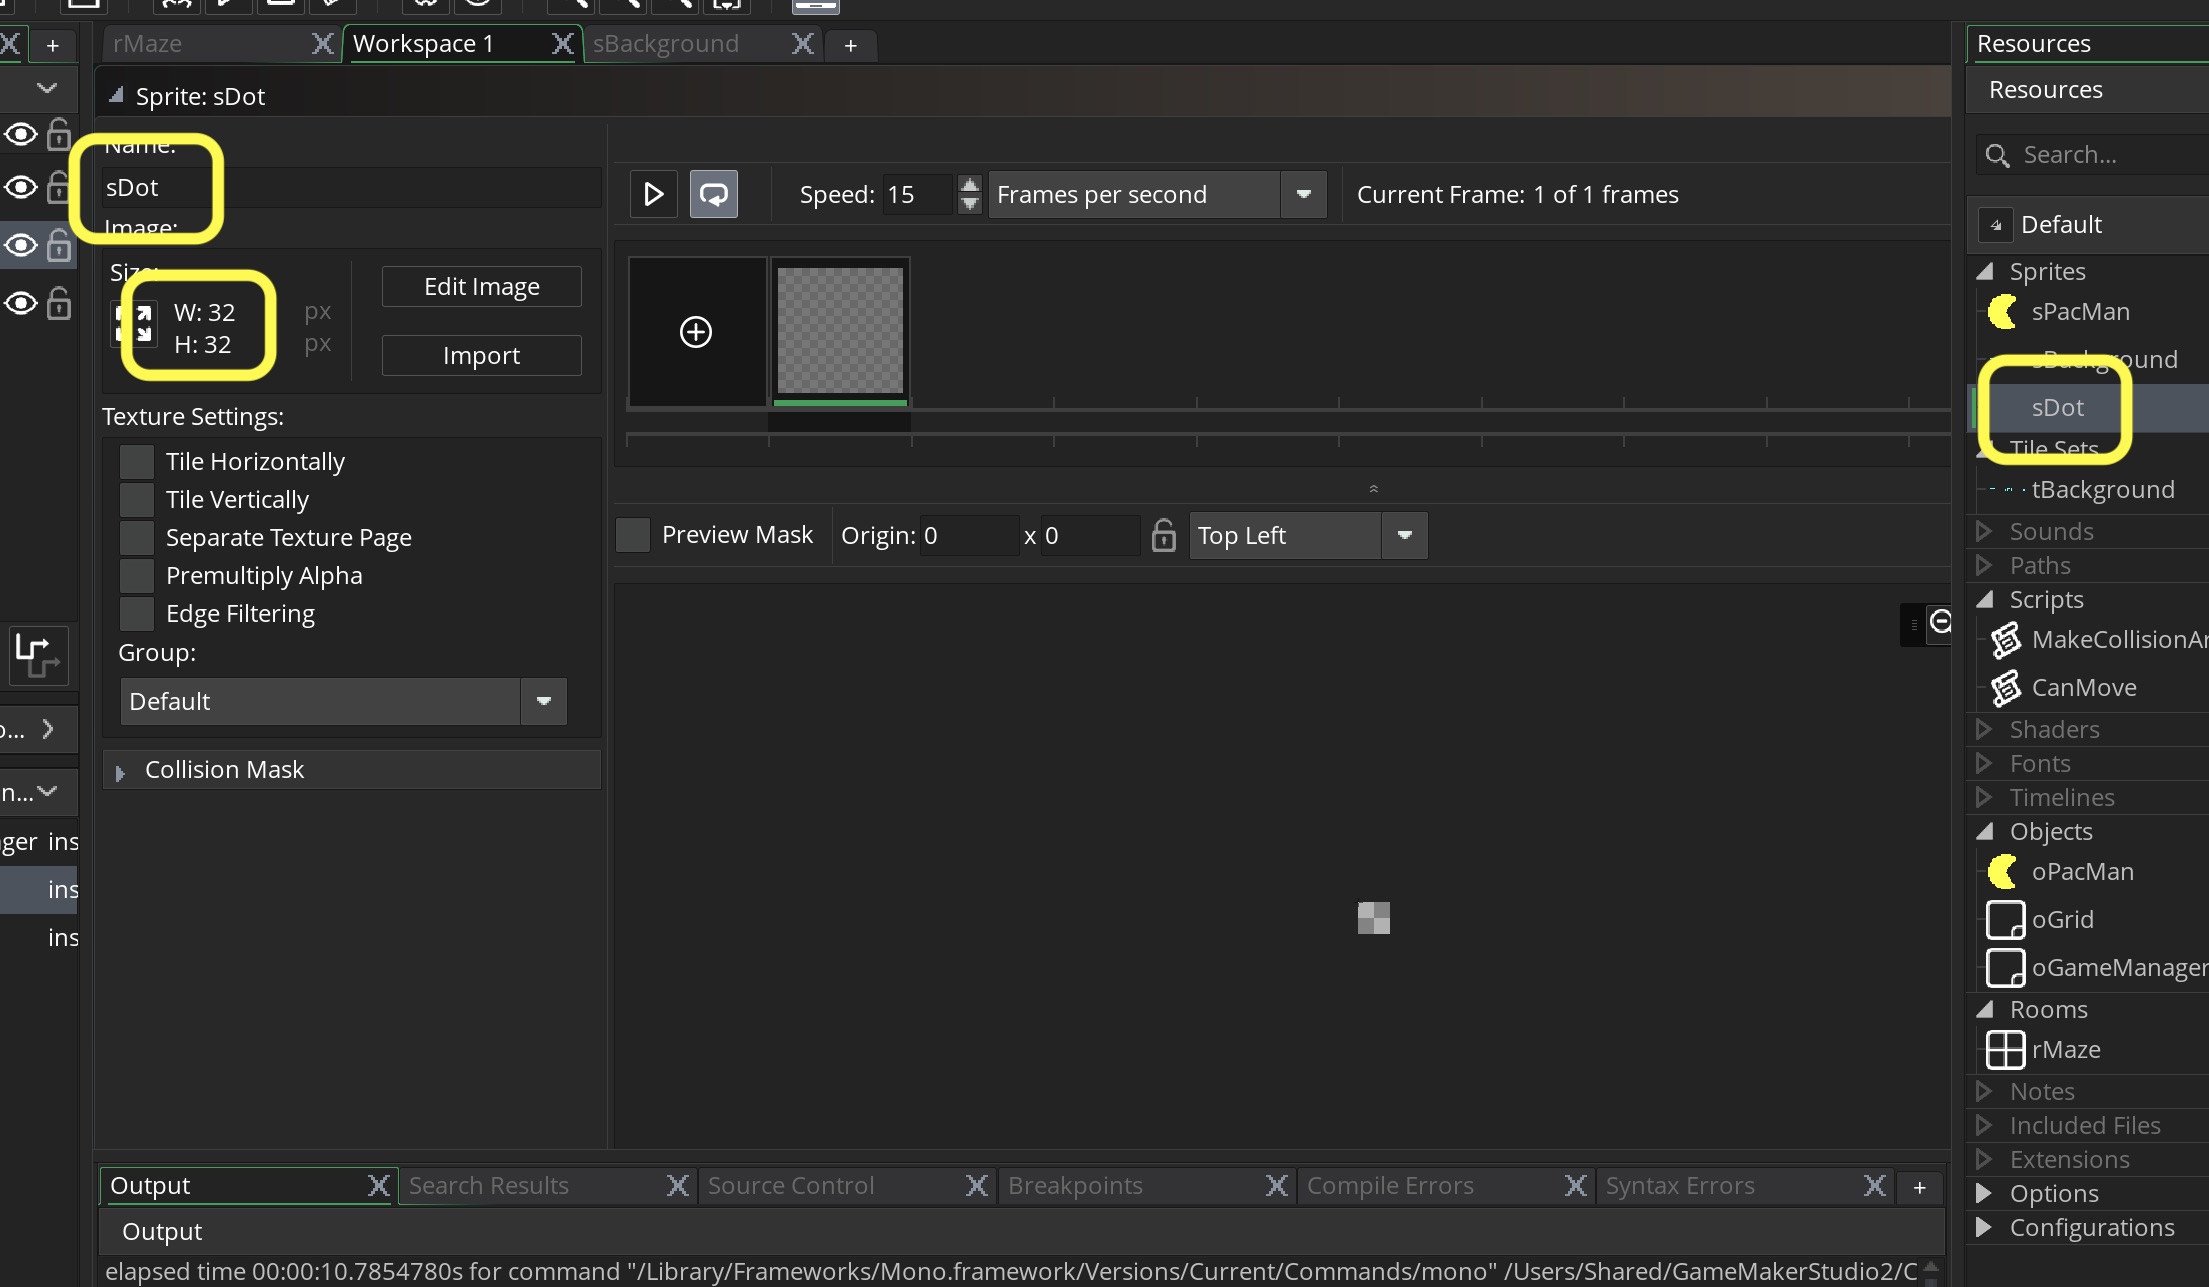 rMaze
Workspace 1
sBackground
+
+
Resources
Resources
Sprite: sDot
Name:
sDot
Image:
Size:
W: 32 px
H: 32 px
Edit Image
Import
Speed: 15
Frames per second
Current Frame: 1 of 1 frames
Texture Settings:
Tile Horizontally
Tile Vertically
Separate Texture Page
Premultiply Alpha
Edge Filtering
Group:
Default
Collision Mask
Preview Mask
Origin: 0 x 0
Top Left
Search...
Default
Sprites
sPacMan
sBackground
sDot
Tile Sets
tBackground
Sounds
Paths
Scripts
MakeCollisionAr
CanMove
Shaders
Fonts
Timelines
Objects
oPacMan
oGrid
oGameManager
Rooms
rMaze
Notes
Included Files
Extensions
Options
Configurations
o...
n...
ger ins
ins
ins
Output
Search Results
Source Control
Breakpoints
Compile Errors
Syntax Errors
+
Output
elapsed time 00:00:10.7854780s for command "/Library/Frameworks/Mono.framework/Versions/Current/Commands/mono" /Users/Shared/GameMakerStudio2/C